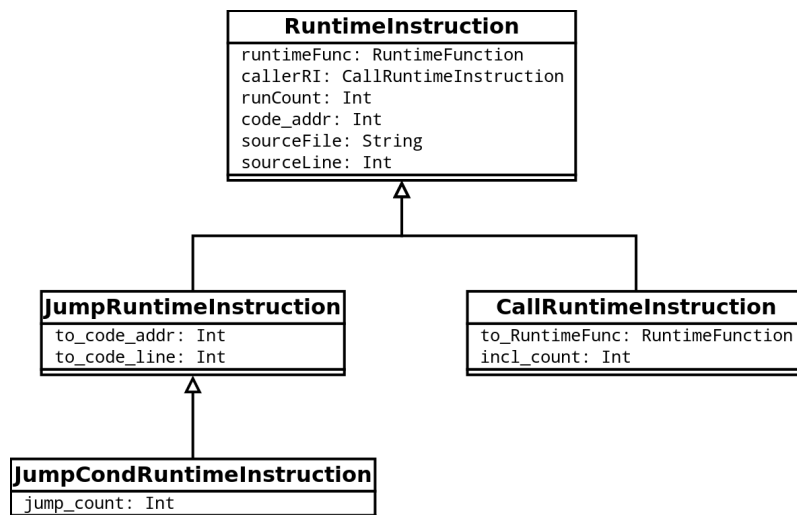 RuntimeInstruction
runtimeFunc: RuntimeFunction
callerRI: CallRuntimeInstruction
runCount: Int
code_addr: Int
sourceFile: String
sourceLine: Int
JumpRuntimeInstruction
to_code_addr: Int
to_code_line: Int
CallRuntimeInstruction
to_RuntimeFunc: RuntimeFunction
incl_count: Int
JumpCondRuntimeInstruction
jump_count: Int